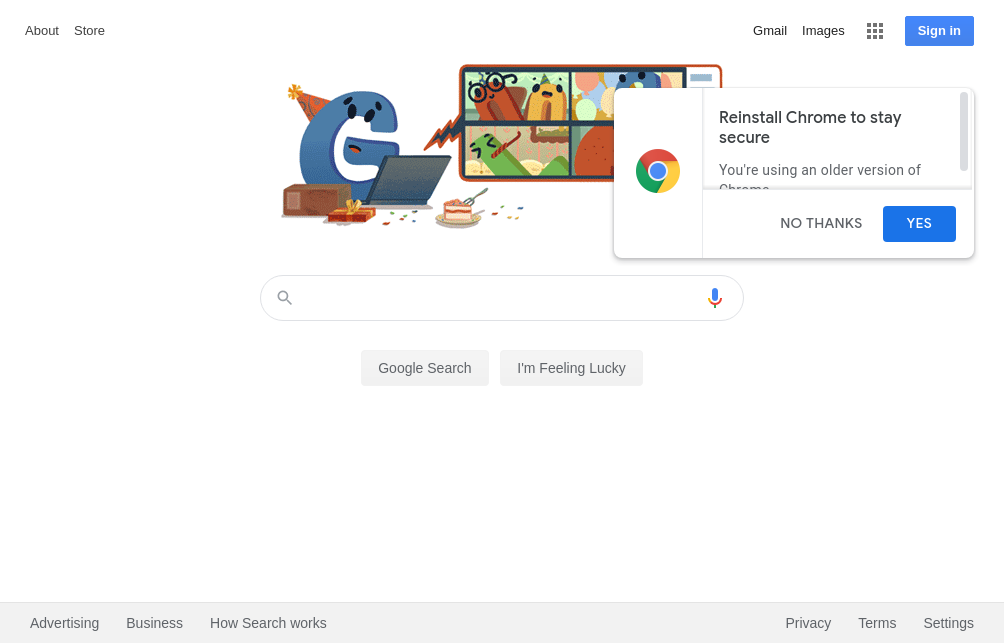 About Store
Gmail Images Sign in
Reinstall Chrome to stay
secure
You're using an older version of
NO THANKS YES
Google Search I'm Feeling Lucky
Advertising Business How Search works Privacy Terms Settings